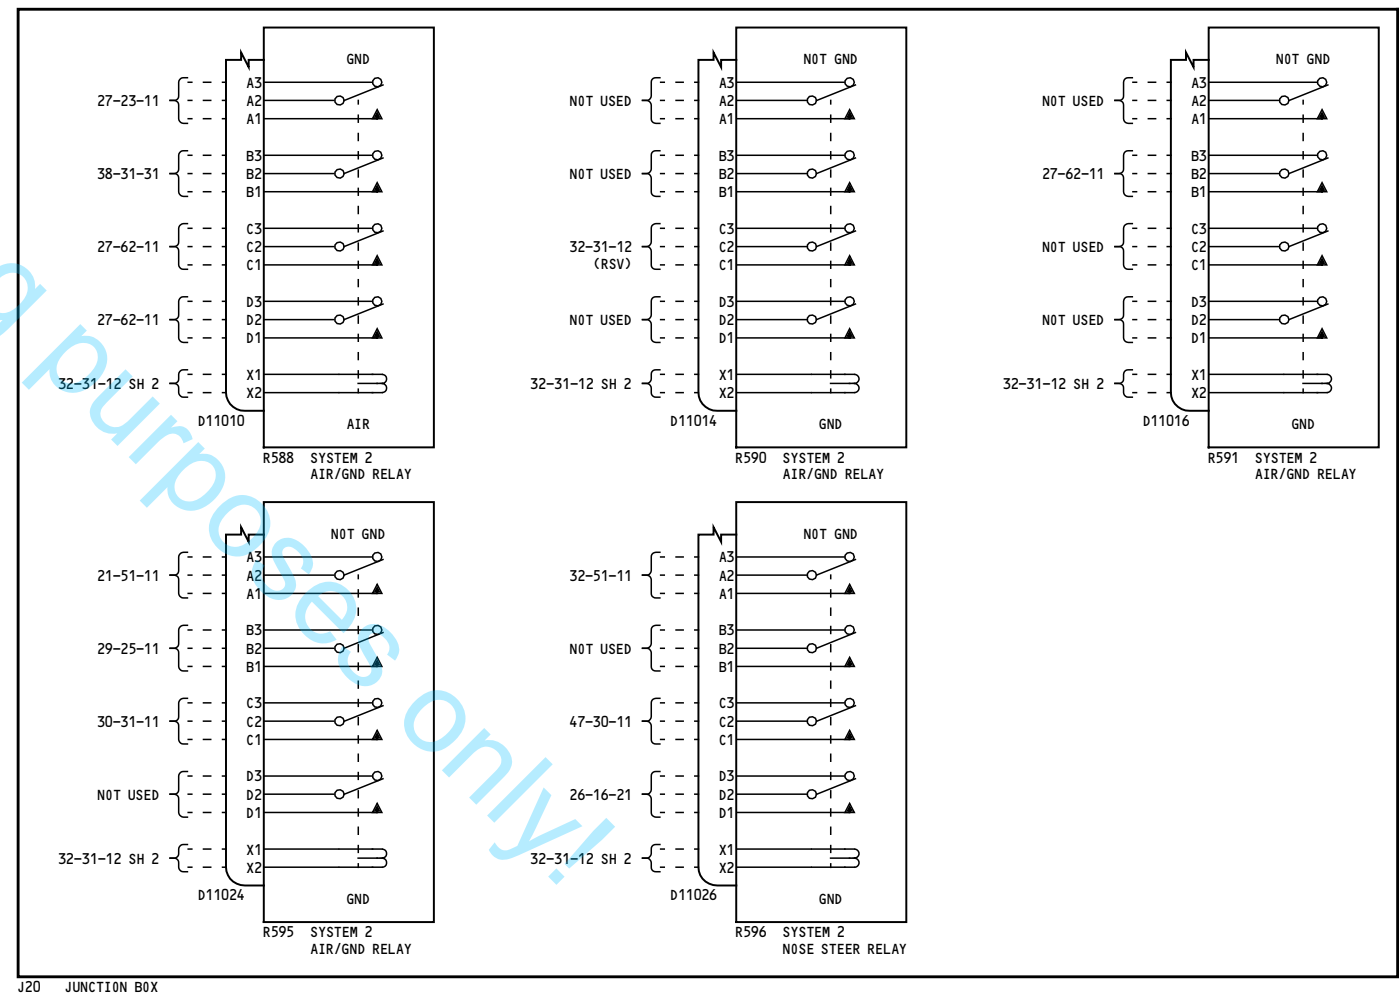 GND
A3
27-23-11
A2
A1
B3
38-31-31
B2
B1
C3
27-62-11
C2
C1
D3
27-62-11
D2
D1
X1
32-31-12 SH 2
X2
D11010
AIR
R588 SYSTEM 2
AIR/GND RELAY
NOT GND
A3
NOT USED
A2
A1
B3
NOT USED
B2
B1
C3
32-31-12
C2
(RSV)
C1
D3
NOT USED
D2
D1
X1
32-31-12 SH 2
X2
D11014
GND
R590 SYSTEM 2
AIR/GND RELAY
NOT GND
A3
NOT USED
A2
A1
B3
27-62-11
B2
B1
C3
NOT USED
C2
C1
D3
NOT USED
D2
D1
X1
32-31-12 SH 2
X2
D11016
GND
R591 SYSTEM 2
AIR/GND RELAY
NOT GND
A3
21-51-11
A2
A1
B3
29-25-11
B2
B1
C3
30-31-11
C2
C1
D3
NOT USED
D2
D1
X1
32-31-12 SH 2
X2
D11024
GND
R595 SYSTEM 2
AIR/GND RELAY
NOT GND
A3
32-51-11
A2
A1
B3
NOT USED
B2
B1
C3
47-30-11
C2
C1
D3
26-16-21
D2
D1
X1
32-31-12 SH 2
X2
D11026
GND
R596 SYSTEM 2
NOSE STEER RELAY
J20 JUNCTION BOX
purposes only!